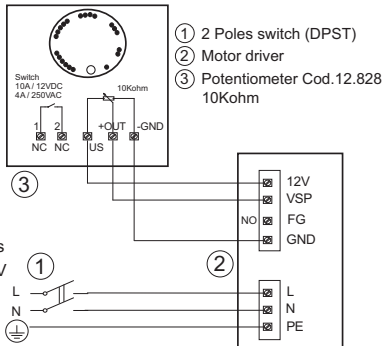 1 2 Poles switch (DPST)
2 Motor driver
3 Potentiometer Cod.12.828
10Kohm
Switch
10A / 12VDC
4A / 250VAC
10Kohm
1 2 +OUT -GND
NC NC US
3
12V
VSP
NO FG
GND
s
V
1
2
L L
N N
PE